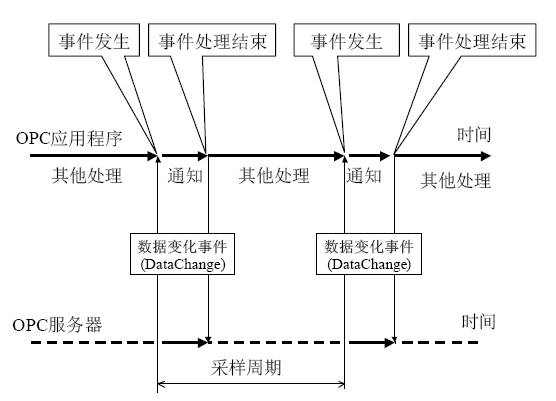 事件发生
事件处理结束
事件发生
事件处理结束
OPC应用程序
时间
其他处理
通知
其他处理
通知
其他处理
数据变化事件
(DataChange)
数据变化事件
(DataChange)
OPC服务器
时间
采样周期